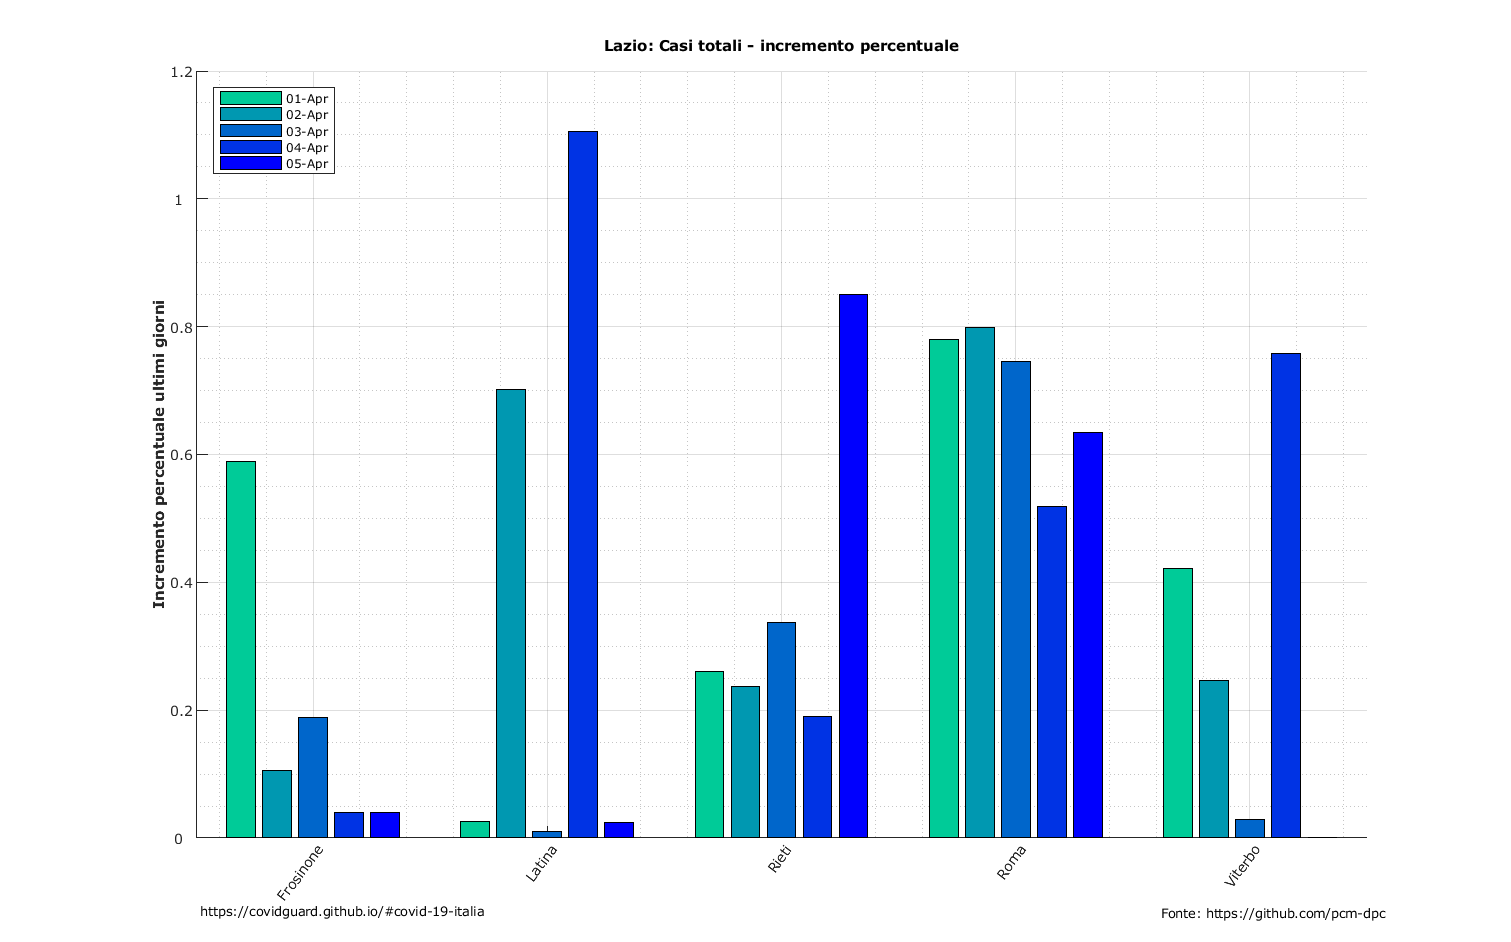 Lazio: Casi totali - incremento percentuale
Incremento percentuale ultimi giorni
1.2
1
0.8
0.6
0.4
0.2
0
01-Apr
02-Apr
03-Apr
04-Apr
05-Apr
Frosinone
Latina
Rieti
Roma
Viterbo
https://covidguard.github.io/#covid-19-italia
Fonte: https://github.com/pcm-dpc